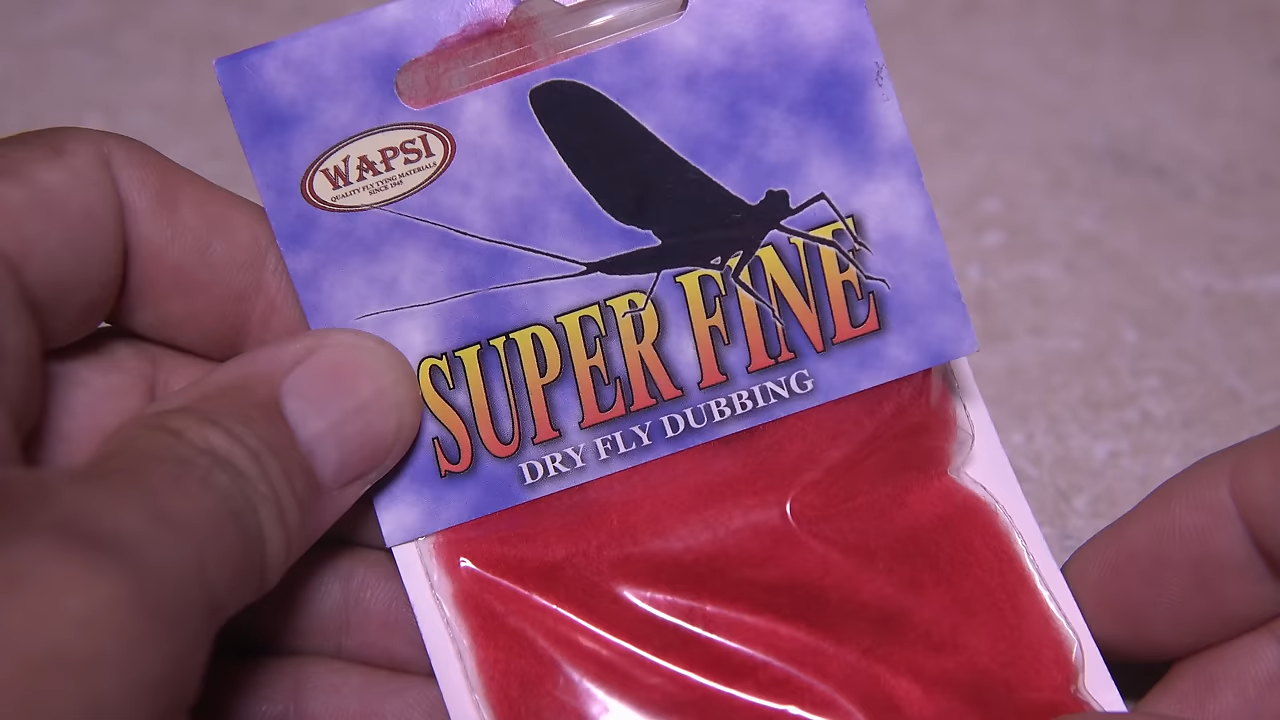 WAPSI
QUALITY FLY TYING MATERIALS
SINCE 1945
SUPER FINE
DRY FLY DUBBING